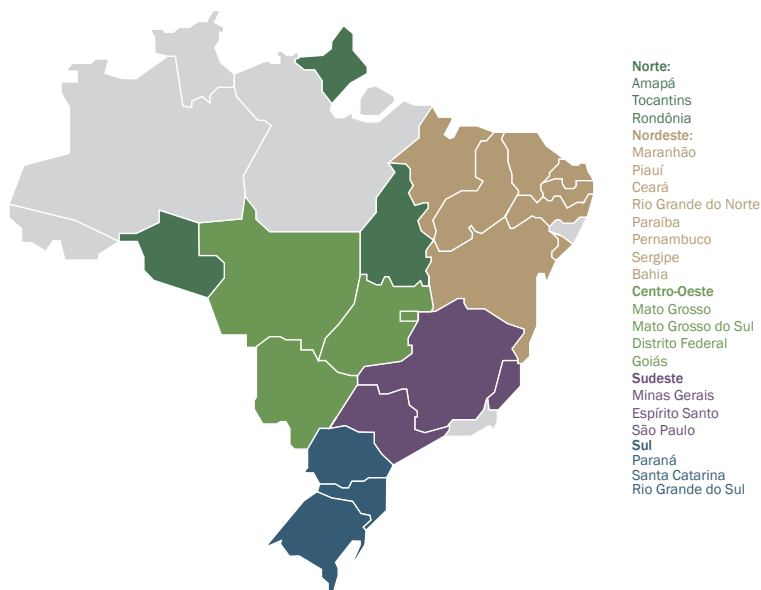 Norte:
Amapá
Tocantins
Rondônia
Nordeste:
Maranhão
Piauí
Ceará
Rio Grande do Norte
Paraíba
Pernambuco
Sergipe
Bahia
Centro-Oeste
Mato Grosso
Mato Grosso do Sul
Distrito Federal
Goiás
Sudeste
Minas Gerais
Espírito Santo
São Paulo
Sul
Paraná
Santa Catarina
Rio Grande do Sul